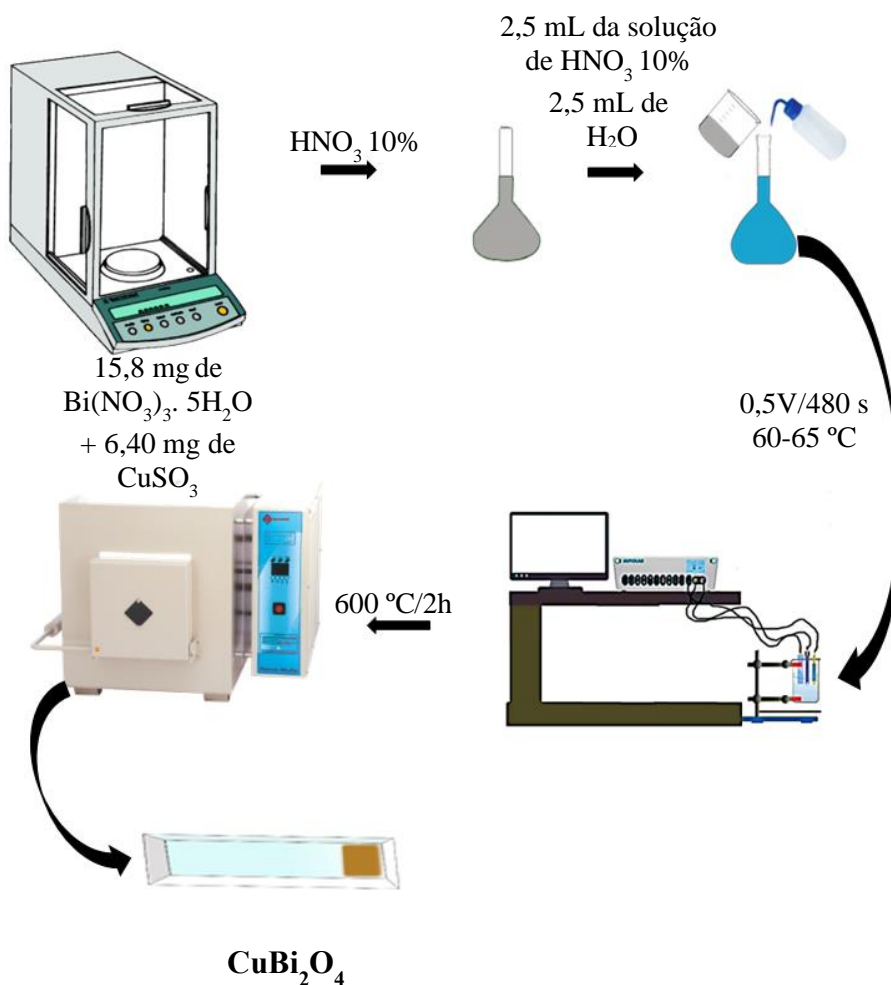 2,5 mL da solução
de HNO₃ 10%
2,5 mL de
H₂O
HNO₃ 10%
15,8 mg de
Bi(NO₃)₃. 5H₂O
+ 6,40 mg de
CuSO₃
0,5V/480 s
60-65 ºC
600 ºC/2h
CuBi₂O₄